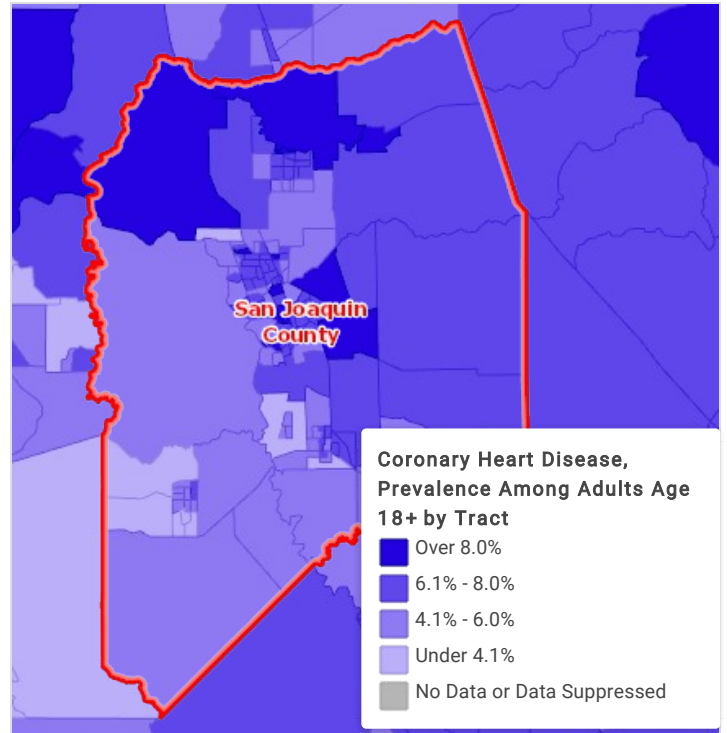 San Joaquin
County
Coronary Heart Disease,
Prevalence Among Adults Age
18+ by Tract
Over 8.0%
6.1% - 8.0%
4.1% - 6.0%
Under 4.1%
No Data or Data Suppressed